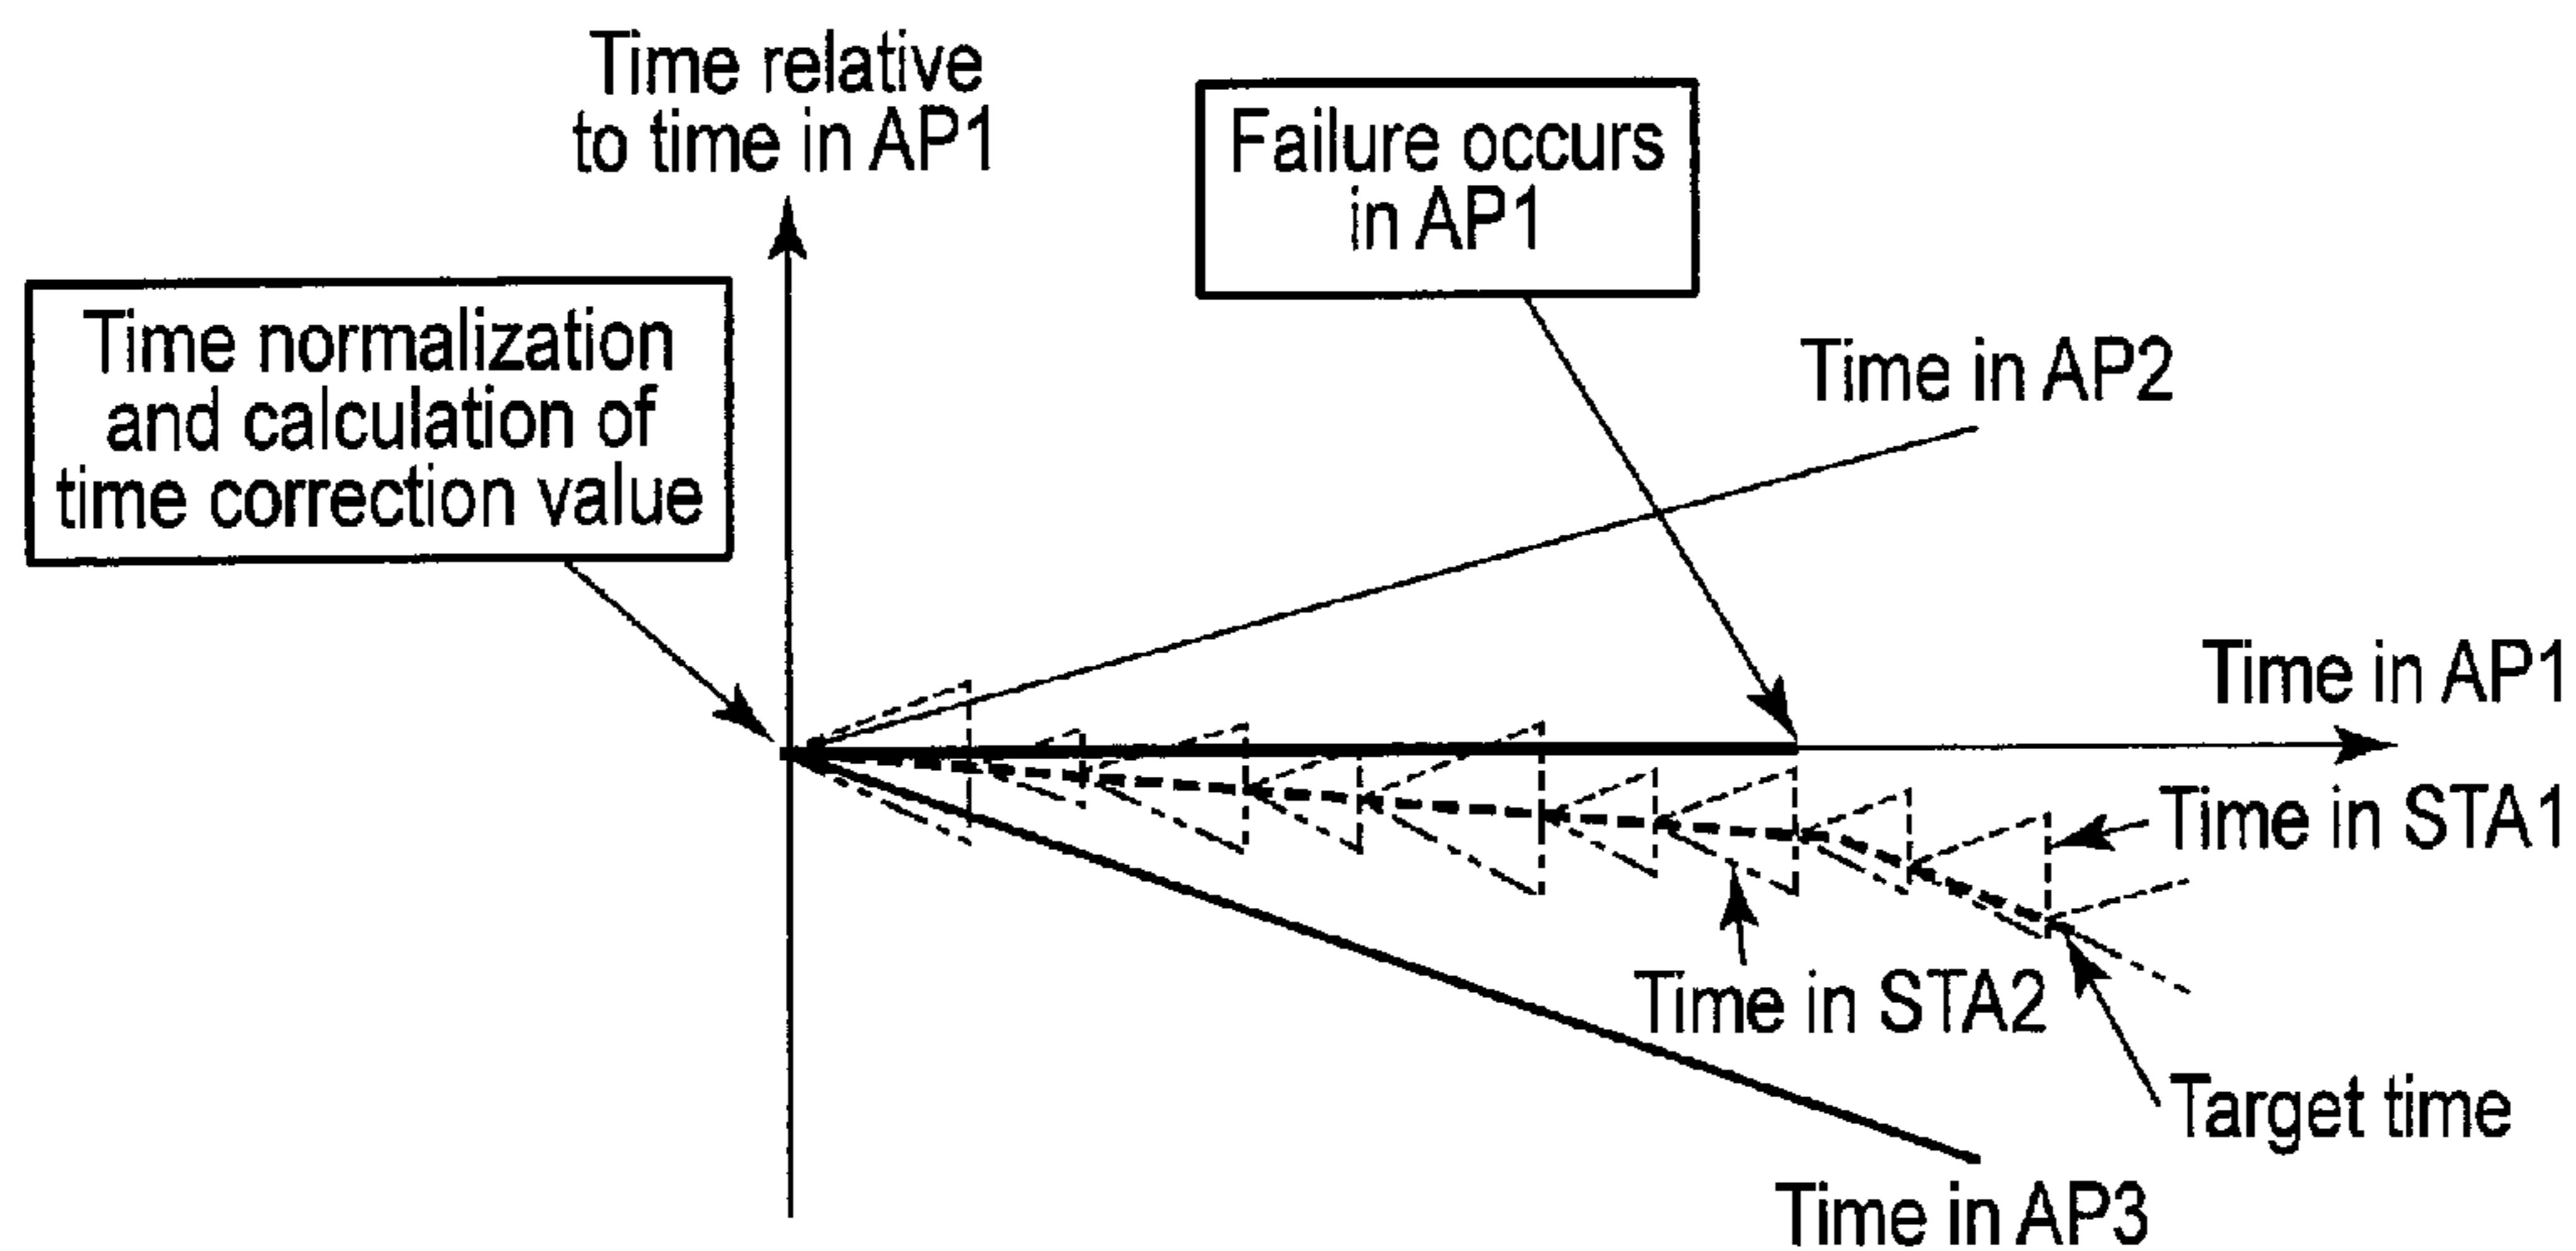 Time relative
to time in AP1
Failure occurs
in AP1
Time normalization
and calculation of
time correction value
Time in AP2
Time in AP1
Time in STA1
Time in STA2
Target time
Time in AP3